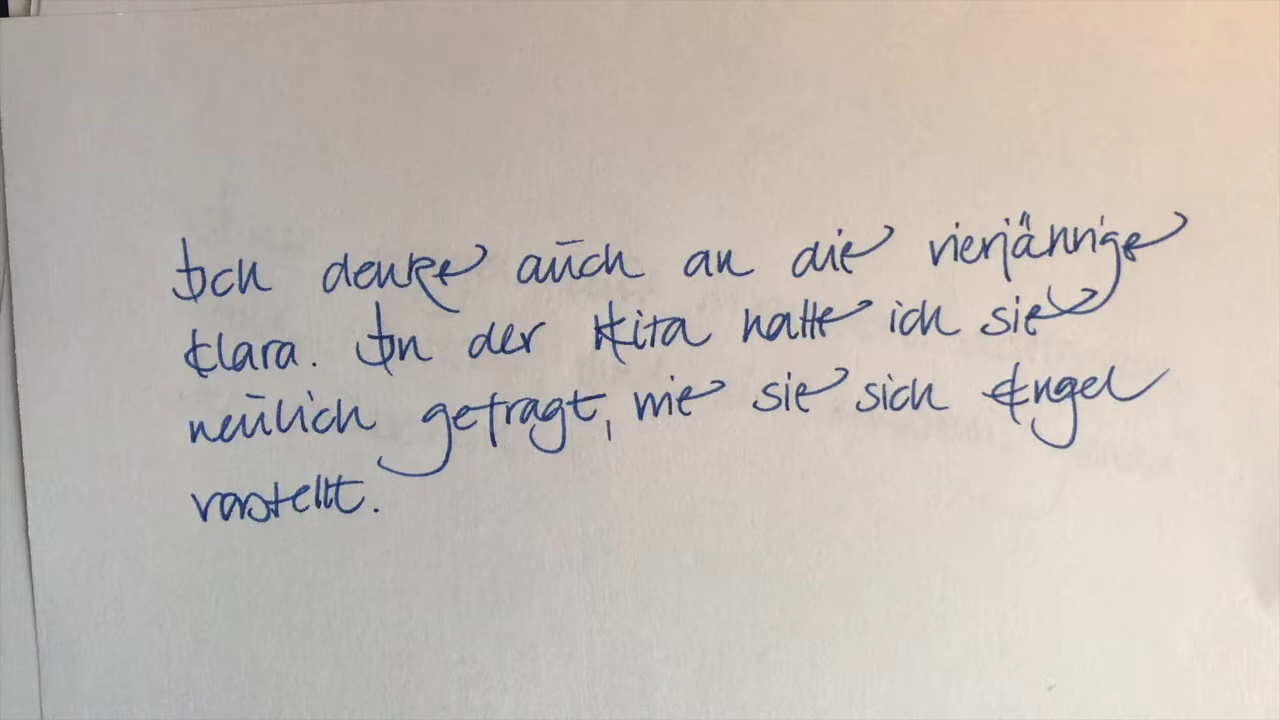 Ich denke auch an die vierjährige
Clara. In der Kita hatte ich sie
neulich gefragt, wie sie sich Engel
vorstellt.